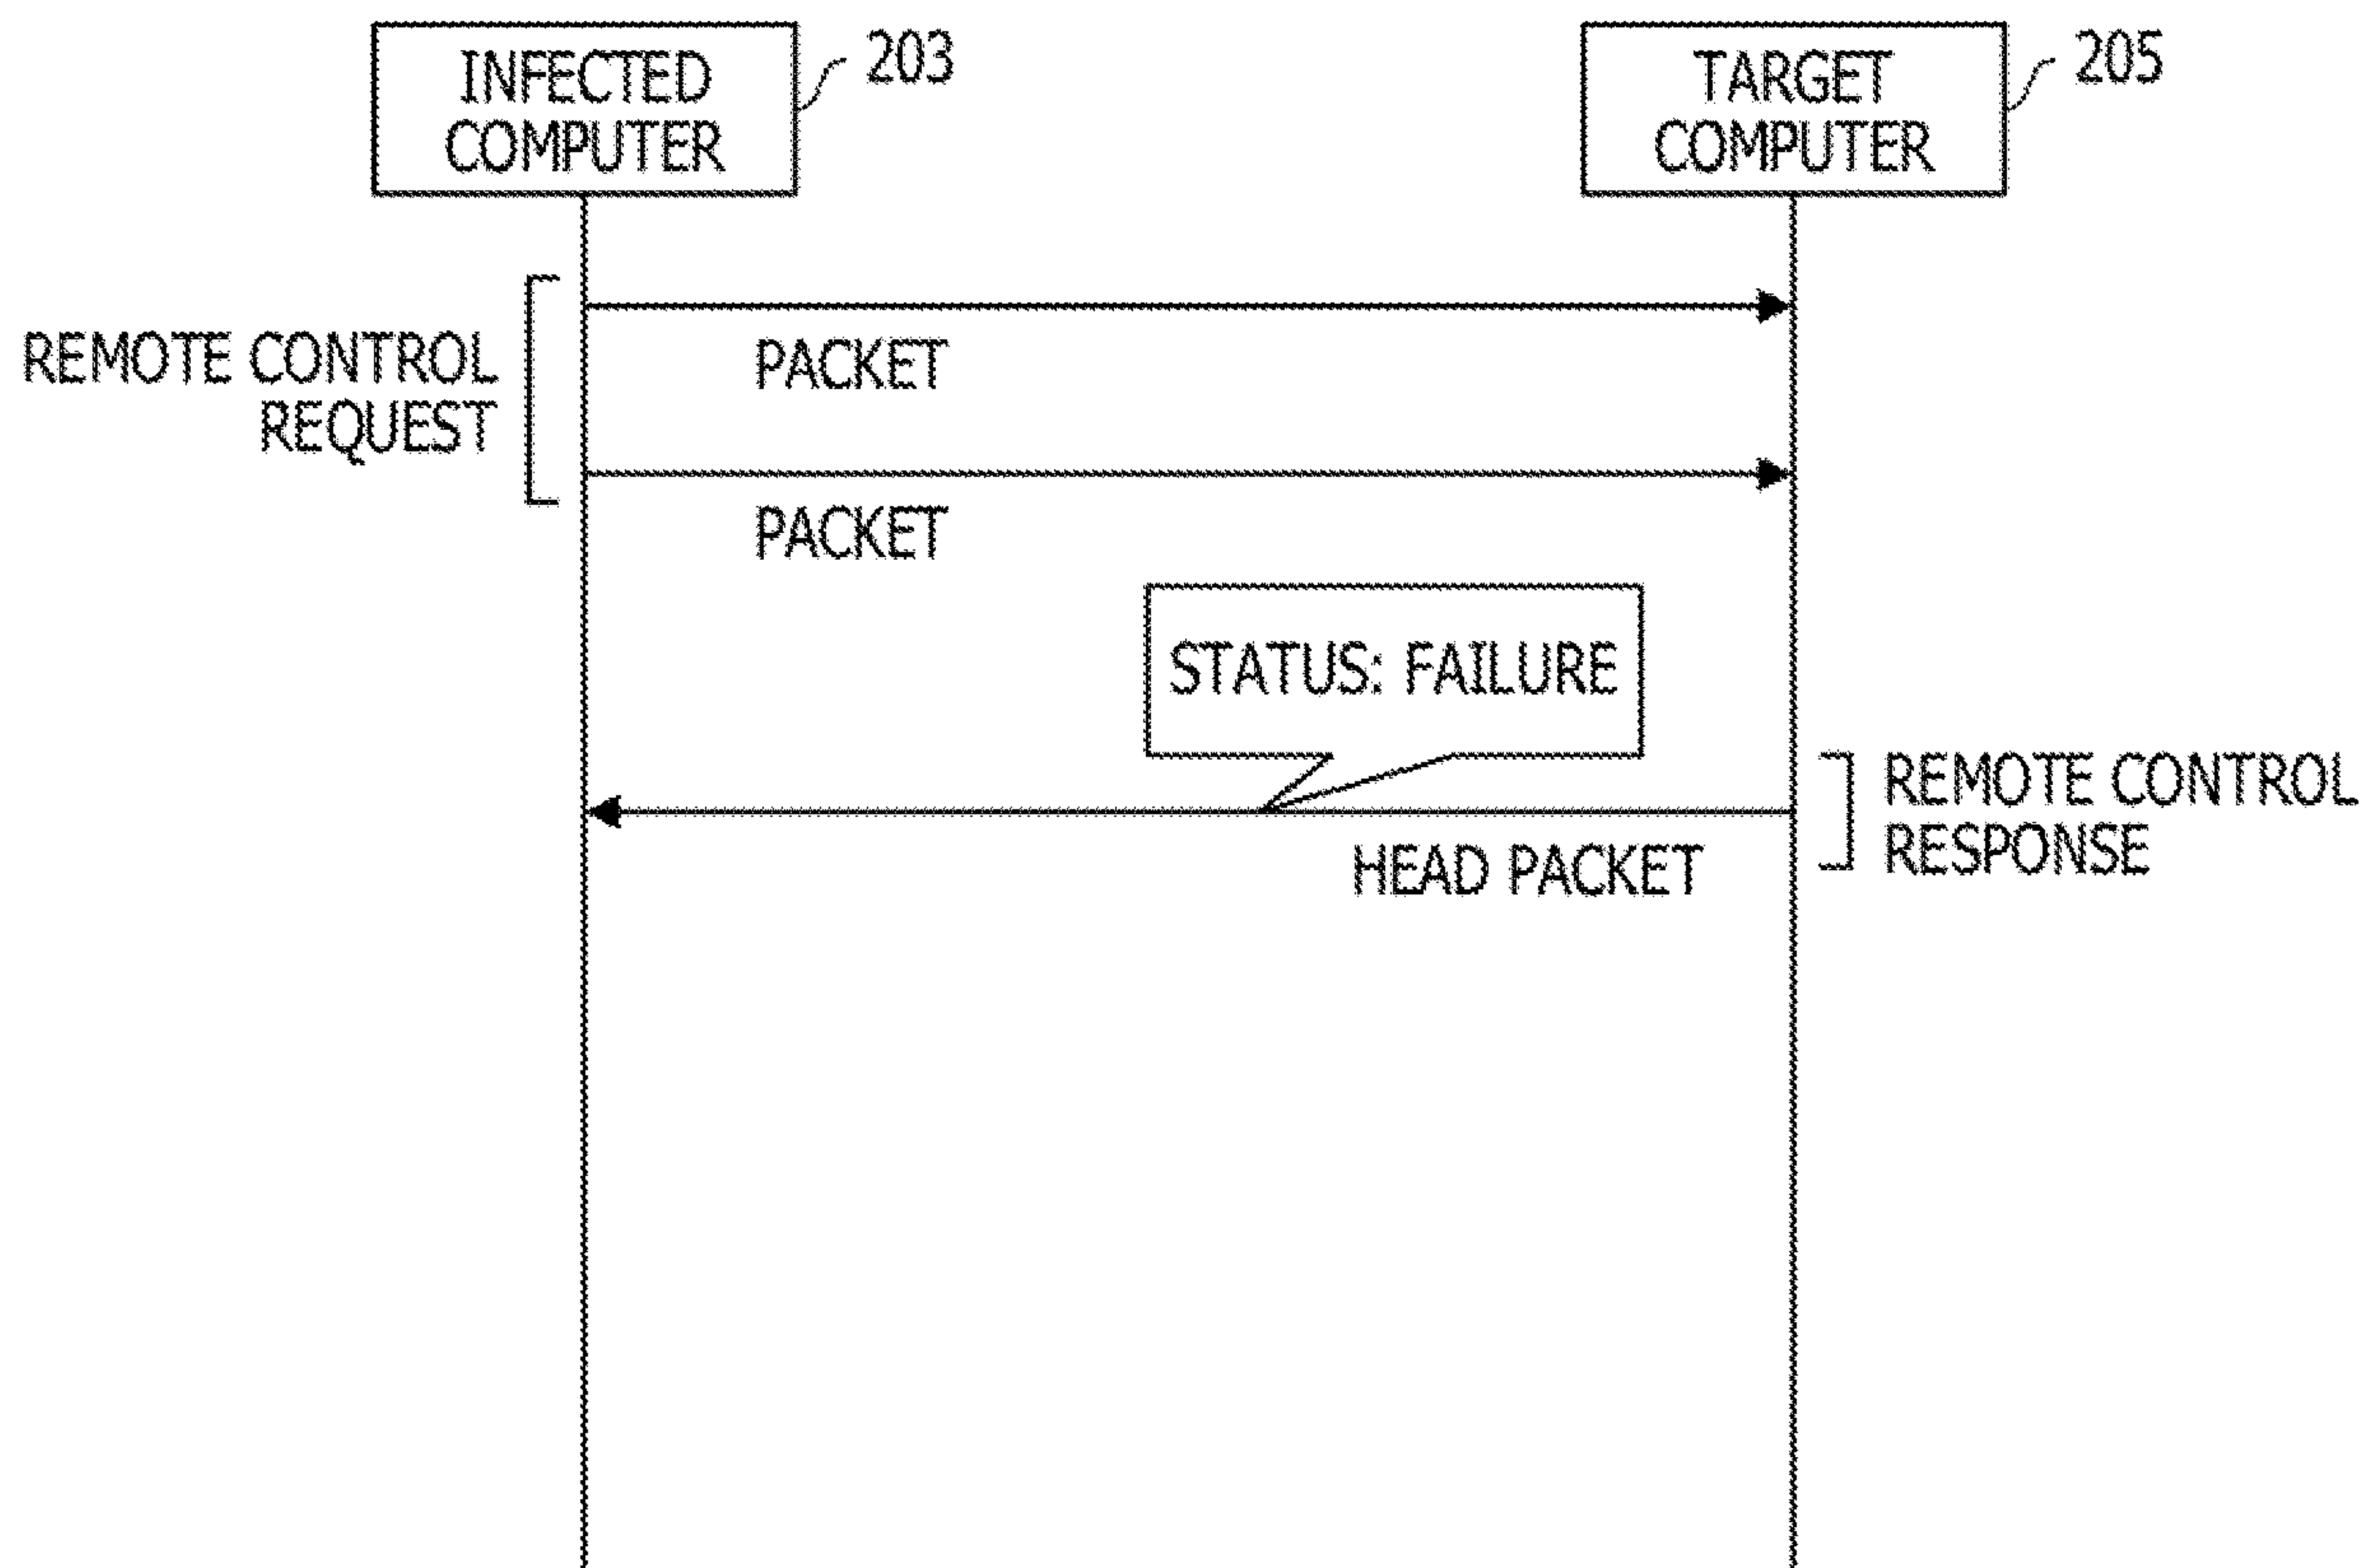 INFECTED
COMPUTER
203
TARGET
COMPUTER
205
REMOTE CONTROL
REQUEST
PACKET
PACKET
STATUS: FAILURE
REMOTE CONTROL
RESPONSE
HEAD PACKET